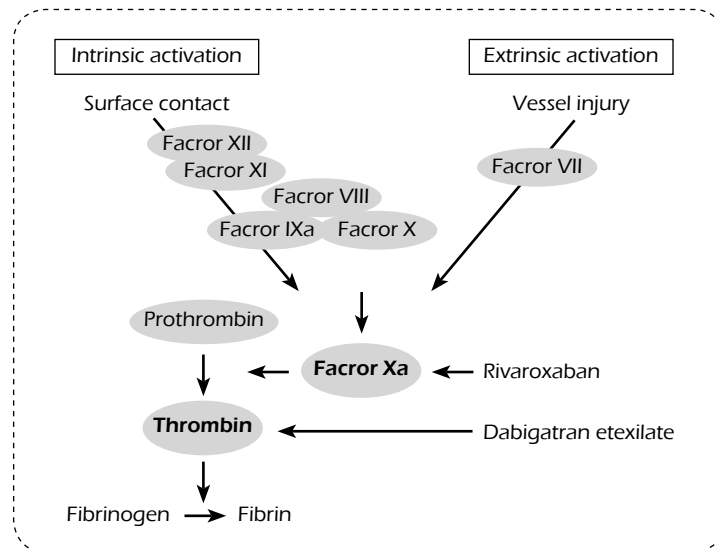 Intrinsic activation
Extrinsic activation
Surface contact
Vessel injury
Facror XII
Facror XI
Facror VII
Facror VIII
Facror IXa
Facror X
Prothrombin
Facror Xa
Rivaroxaban
Thrombin
Dabigatran etexilate
Fibrinogen
Fibrin